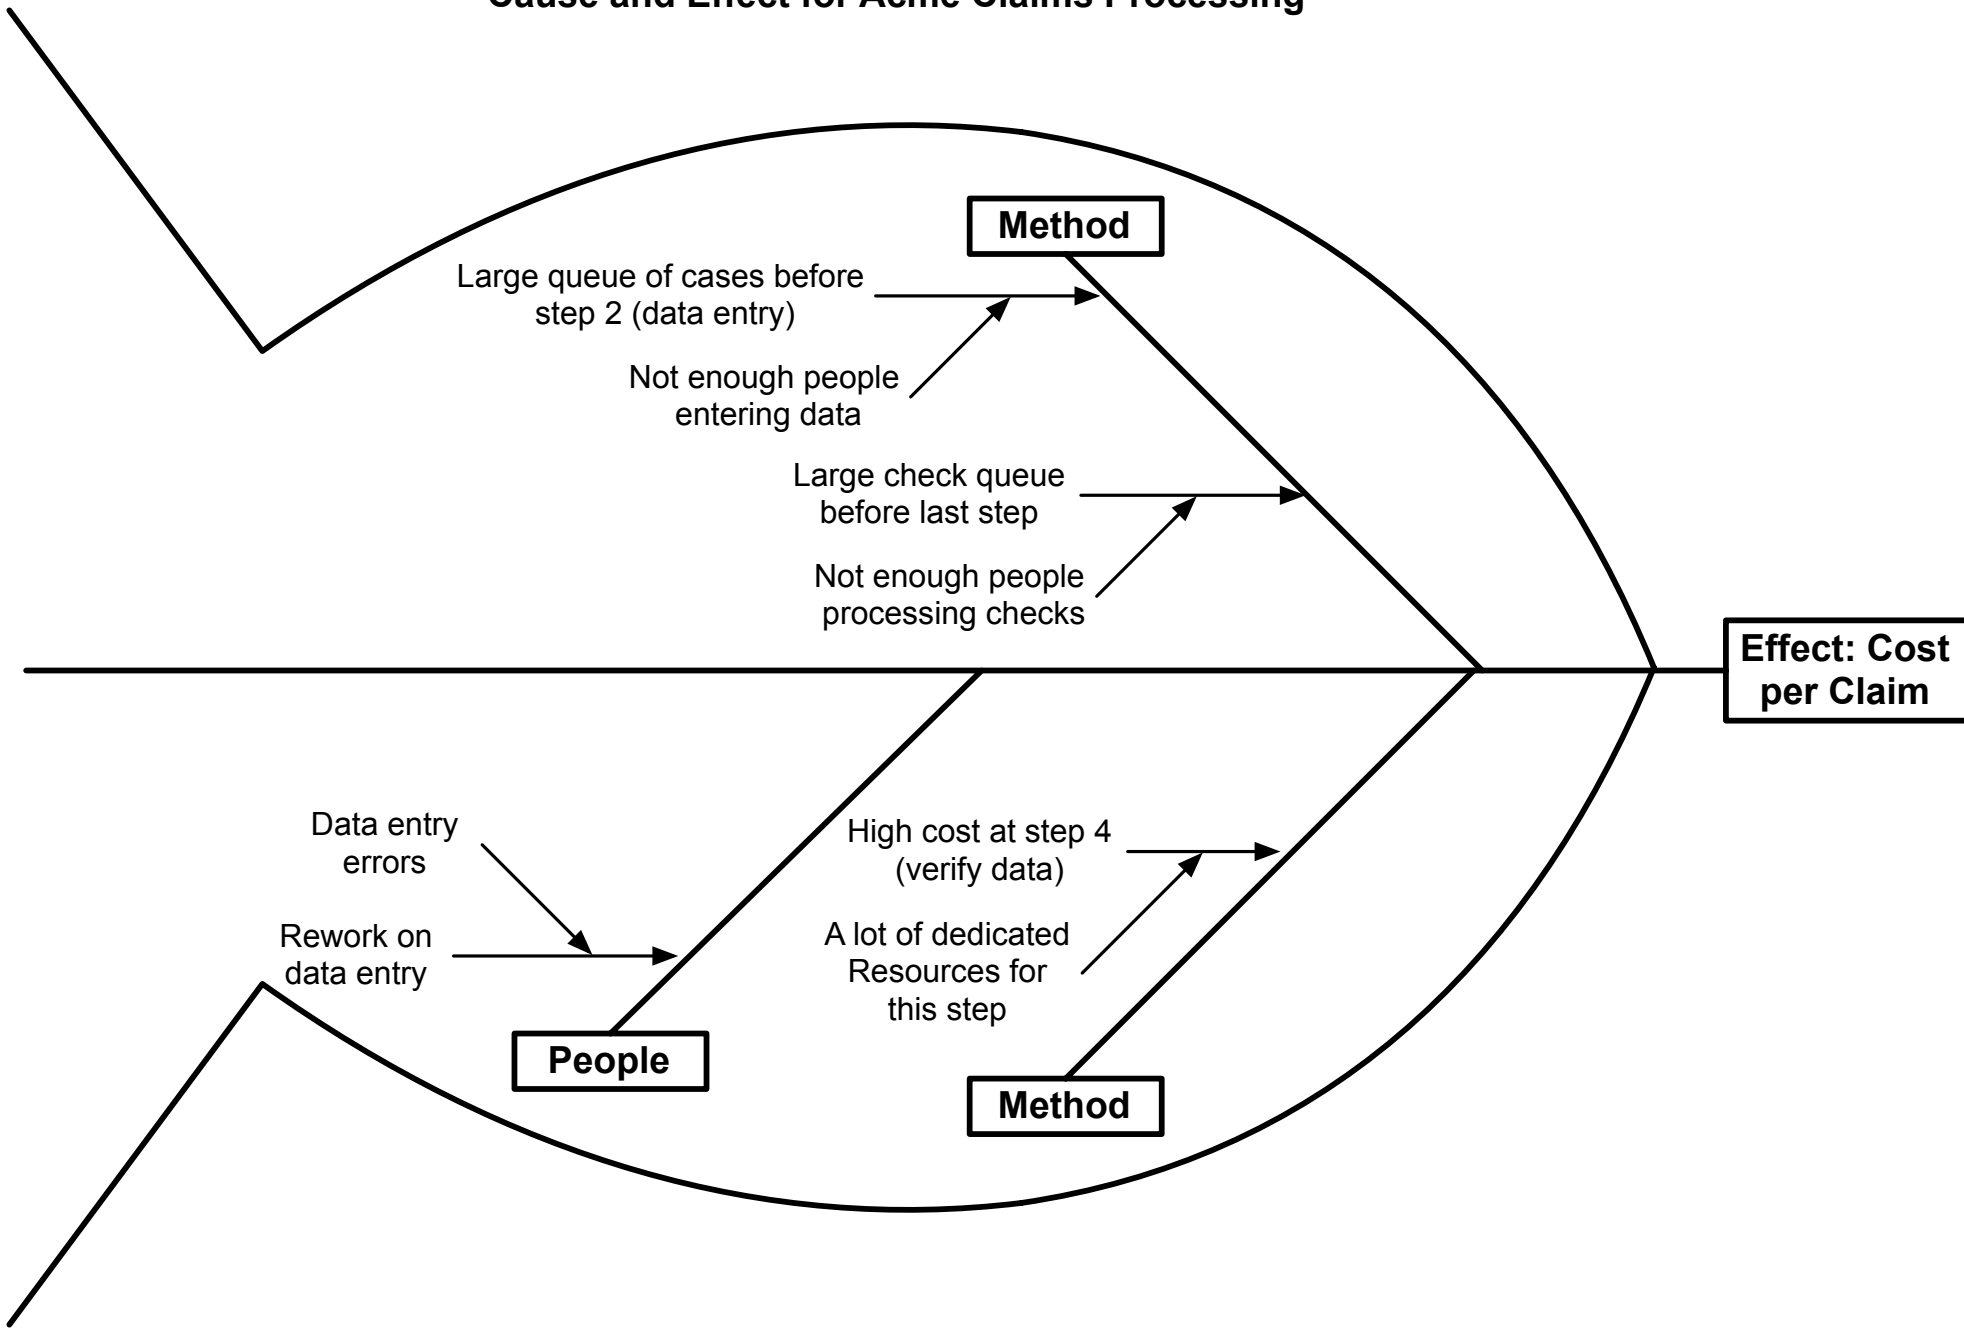 Cause and Effect for Acme Claims Processing
Method
Large queue of cases before
step 2 (data entry)
Not enough people
entering data
Large check queue
before last step
Not enough people
processing checks
Effect: Cost
per Claim
Data entry
errors
Rework on
data entry
People
High cost at step 4
(verify data)
A lot of dedicated
Resources for
this step
Method